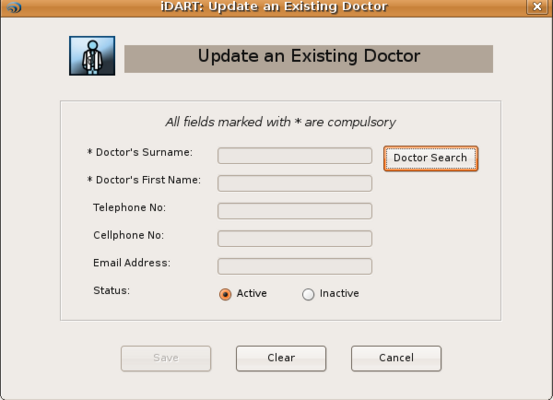 iDART: Update an Existing Doctor
Update an Existing Doctor
All fields marked with * are compulsory
* Doctor's Surname:
Doctor Search
* Doctor's First Name:
Telephone No:
Cellphone No:
Email Address:
Status:
Active
Inactive
Save
Clear
Cancel